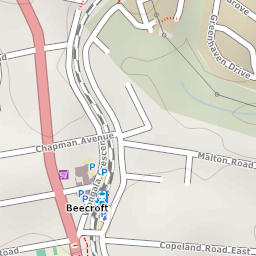 grove
Greenhaven Drive
Chapman Avenue
Malton Road
P
P
P
Beecroft
Road
Copeland Road East